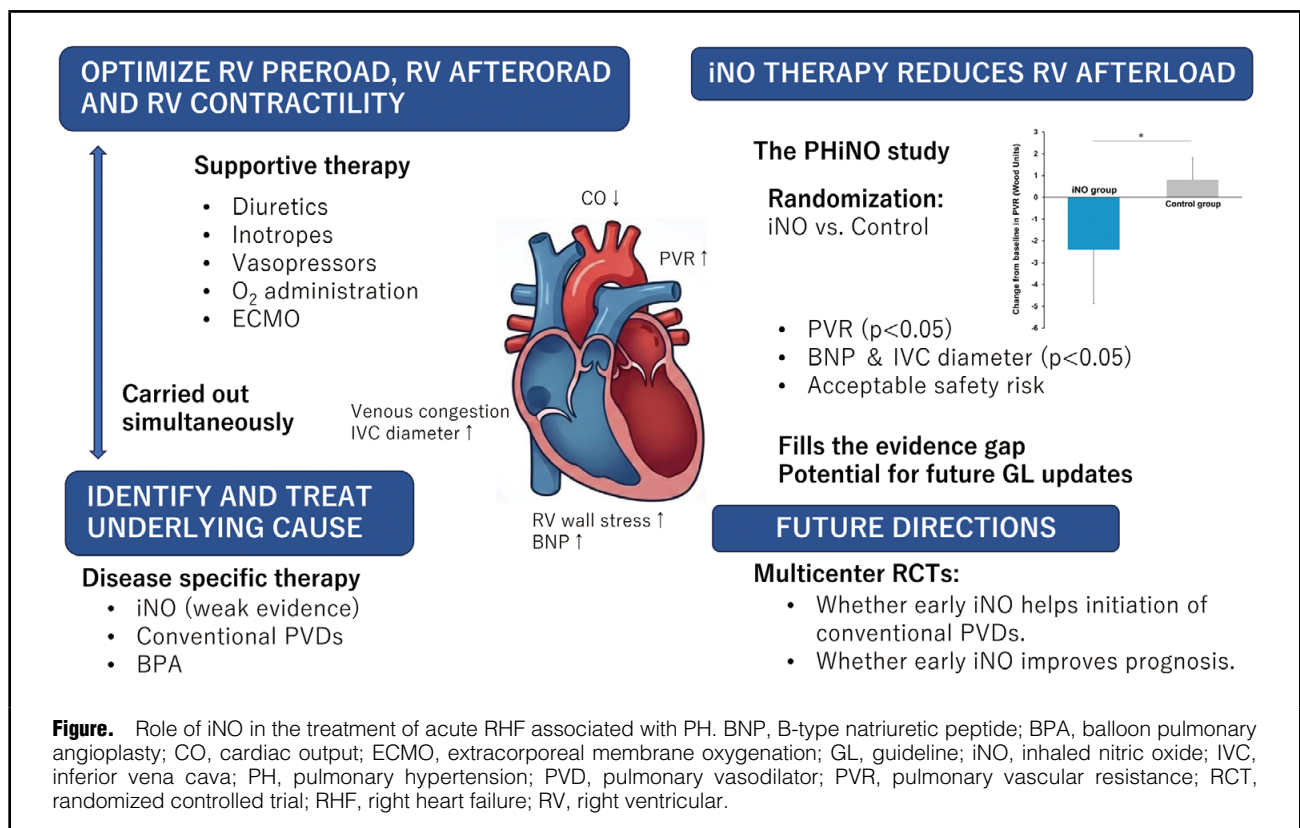 OPTIMIZE RV PREROAD, RV AFTERORAD
AND RV CONTRACTILITY
Supportive therapy
• Diuretics
• Inotropes
• Vasopressors
• O₂ administration
• ECMO
Carried out
simultaneously
IDENTIFY AND TREAT
UNDERLYING CAUSE
Disease specific therapy
• iNO (weak evidence)
• Conventional PVDs
• BPA
CO ↓
PVR ↑
Venous congestion
IVC diameter ↑
RV wall stress ↑
BNP ↑
iNO THERAPY REDUCES RV AFTERLOAD
The PHiNO study
Randomization:
iNO vs. Control
Change from baseline in PVR (Wood Units)
3
2
1
0
-1
-2
-3
-4
-5
-6
*
iNO group
Control group
• PVR (p<0.05)
• BNP & IVC diameter (p<0.05)
• Acceptable safety risk
Fills the evidence gap
Potential for future GL updates
FUTURE DIRECTIONS
Multicenter RCTs:
• Whether early iNO helps initiation of
conventional PVDs.
• Whether early iNO improves prognosis.
Figure. Role of iNO in the treatment of acute RHF associated with PH. BNP, B-type natriuretic peptide; BPA, balloon pulmonary
angioplasty; CO, cardiac output; ECMO, extracorporeal membrane oxygenation; GL, guideline; iNO, inhaled nitric oxide; IVC,
inferior vena cava; PH, pulmonary hypertension; PVD, pulmonary vasodilator; PVR, pulmonary vascular resistance; RCT,
randomized controlled trial; RHF, right heart failure; RV, right ventricular.